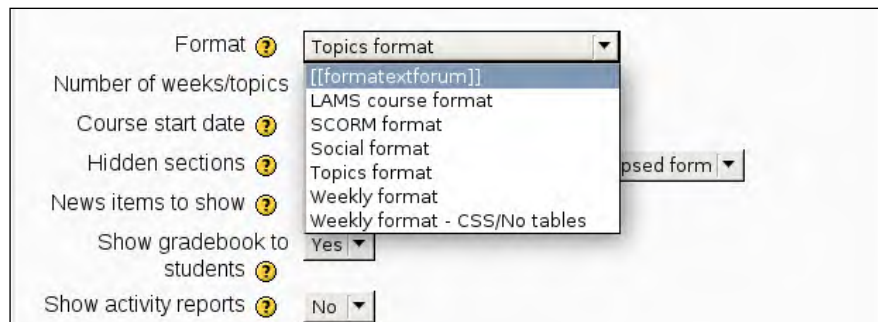 Format Topics format
[[formatextforum]]
Number of weeks/topics
LAMS course format
Course start date SCORM format
Social format
Hidden sections psed form
Topics format
News items to show Weekly format
Weekly format - CSS/No tables
Show gradebook to Yes
students
Show activity reports No